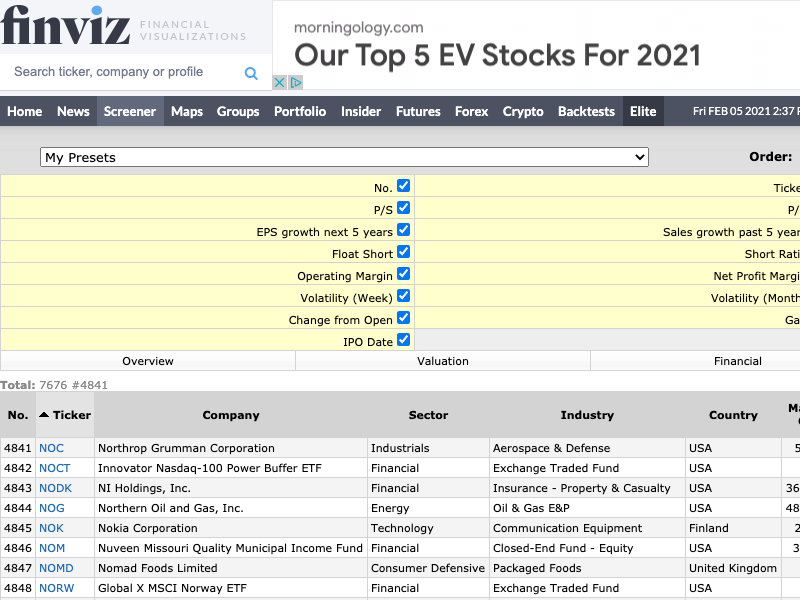 finviz FINANCIAL
VISUALIZATIONS
morningology.com
Our Top 5 EV Stocks For 2021
Search ticker, company or profile
Home News Screener Maps Groups Portfolio Insider Futures Forex Crypto Backtests Elite Fri FEB 05 2021 2:37 P
My Presets Order:
No. Ticke
P/S P/
EPS growth next 5 years Sales growth past 5 year
Float Short Short Rati
Operating Margin Net Profit Margi
Volatility (Week) Volatility (Month
Change from Open Ga
IPO Date
Overview Valuation Financial
Total: 7676 #4841
No. Ticker Company Sector Industry Country Ma
4841 NOC Northrop Grumman Corporation Industrials Aerospace & Defense USA 5
4842 NOCT Innovator Nasdaq-100 Power Buffer ETF Financial Exchange Traded Fund USA
4843 NODK NI Holdings, Inc. Financial Insurance - Property & Casualty USA 36
4844 NOG Northern Oil and Gas, Inc. Energy Oil & Gas E&P USA 48
4845 NOK Nokia Corporation Technology Communication Equipment Finland 2
4846 NOM Nuveen Missouri Quality Municipal Income Fund Financial Closed-End Fund - Equity USA 3
4847 NOMD Nomad Foods Limited Consumer Defensive Packaged Foods United Kingdom
4848 NORW Global X MSCI Norway ETF Financial Exchange Traded Fund USA